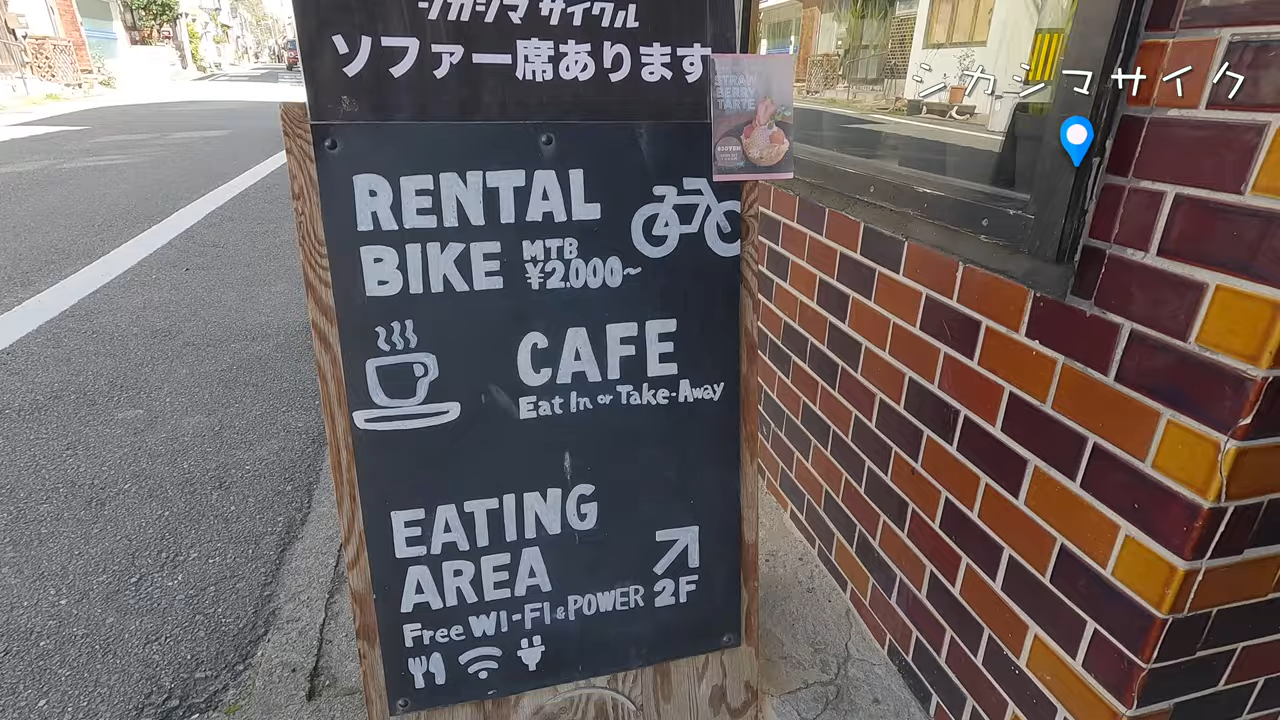 シカシマ サイクル
ソファー席あります
RENTAL
BIKE MTB
¥2.000~
CAFE
Eat In or Take-Away
EATING
AREA
Free WI-FI & POWER 2F
STRAW
BERRY
TARTE
シカシマサイク